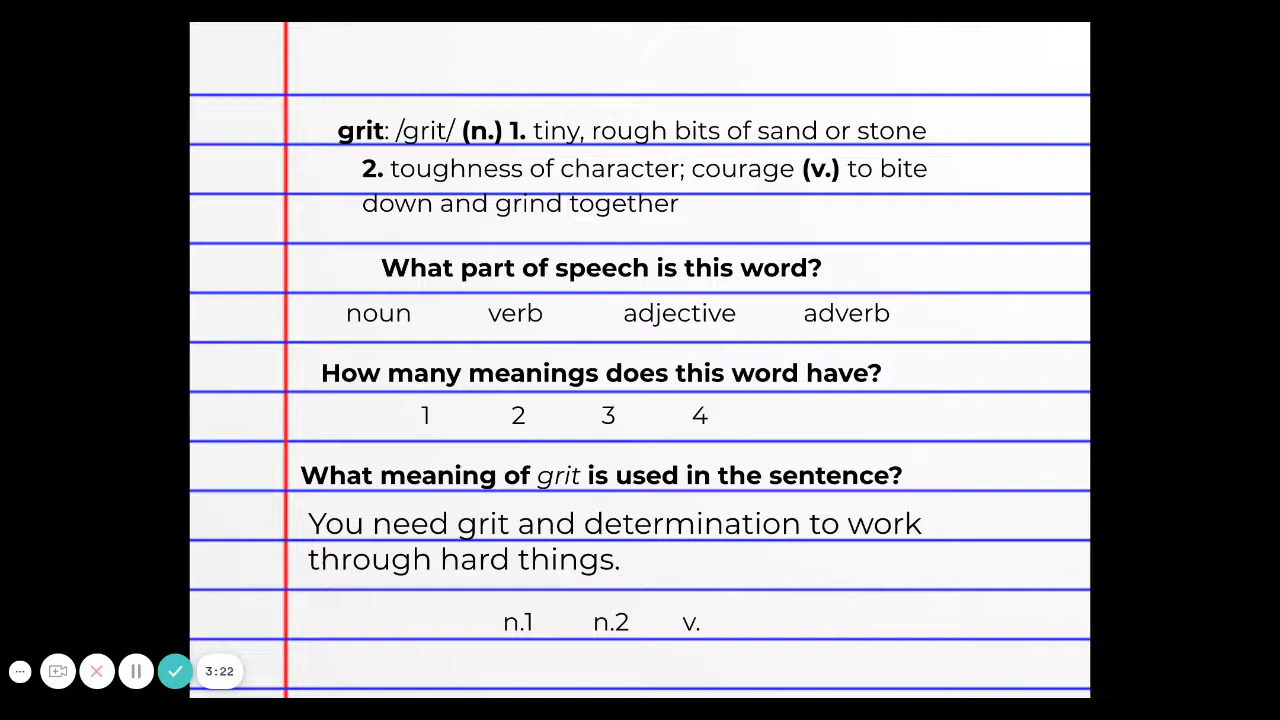 grit: /grit/ (n.) 1. tiny, rough bits of sand or stone
2. toughness of character; courage (v.) to bite
down and grind together
What part of speech is this word?
noun verb adjective adverb
How many meanings does this word have?
1 2 3 4
What meaning of grit is used in the sentence?
You need grit and determination to work
through hard things.
n.1 n.2 v.
3:22